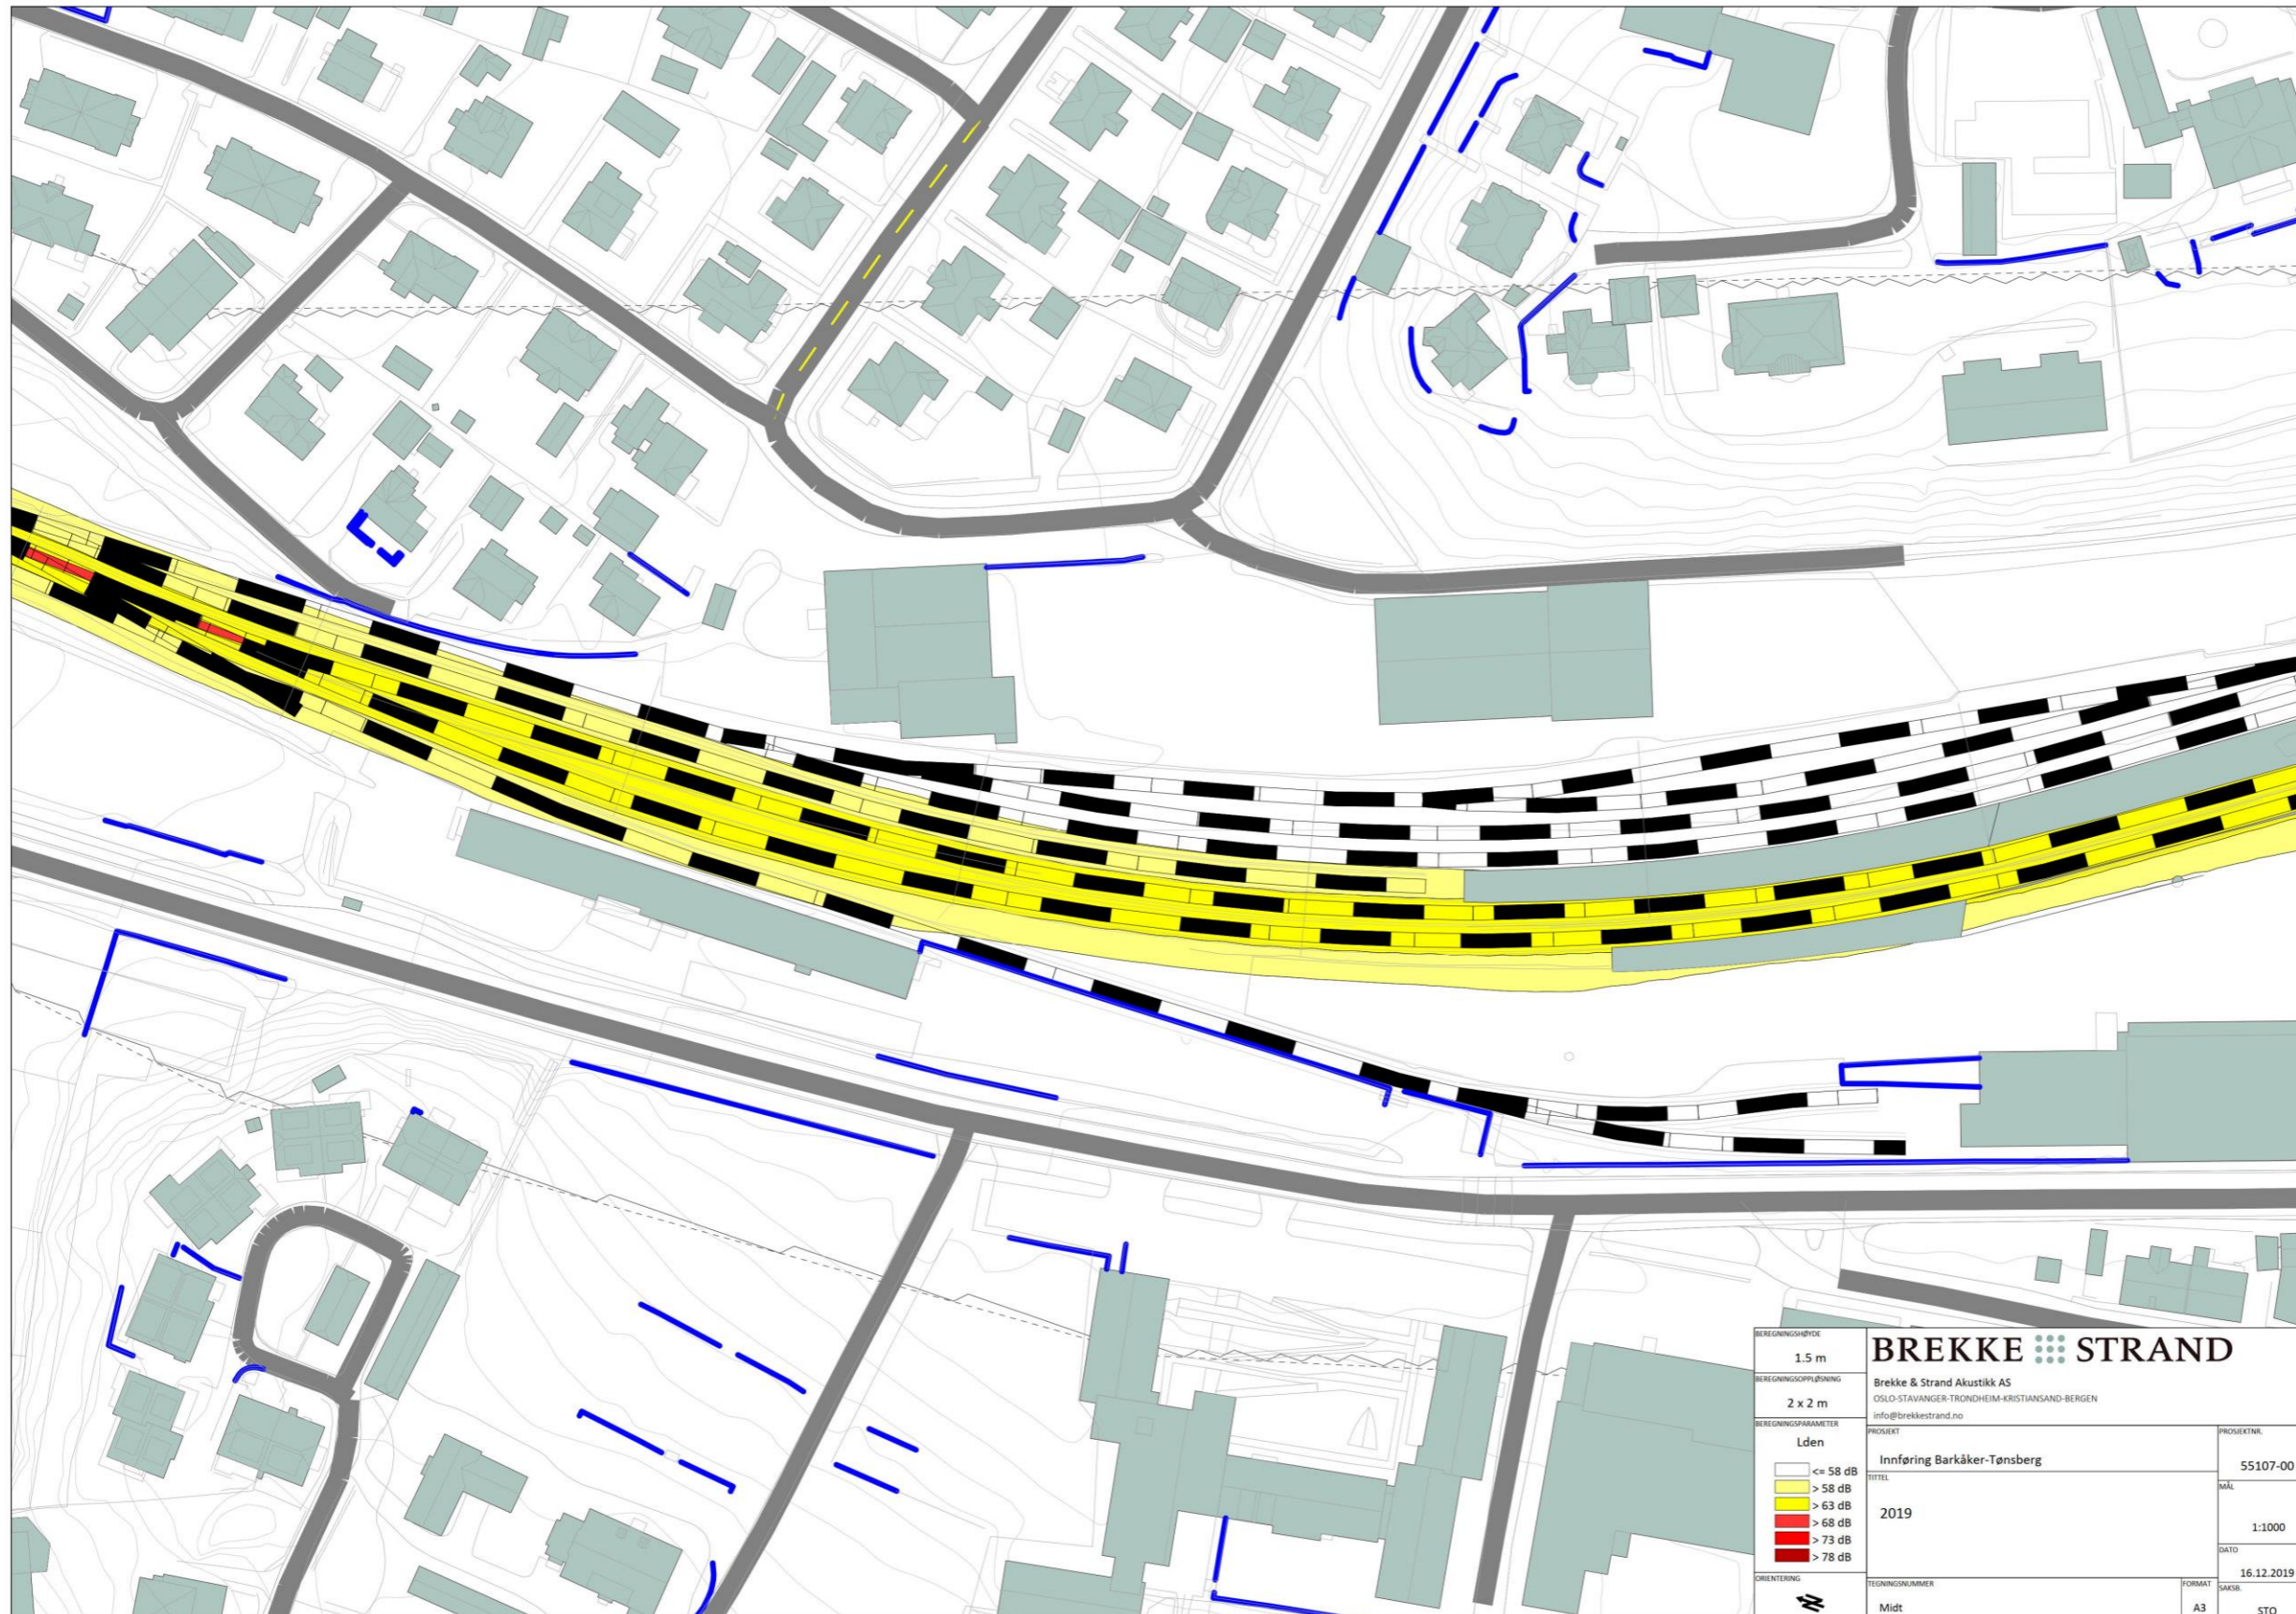 BEREGNINGSHØYDE
1.5 m
BEREGNINGSOPPLØSNING
2 x 2 m
BEREGNINGSPARAMETER
Lden
<= 58 dB
> 58 dB
> 63 dB
> 68 dB
> 73 dB
> 78 dB
ORIENTERING
BREKKE STRAND
Brekke & Strand Akustikk AS
OSLO-STAVANGER-TRONDHEIM-KRISTIANSAND-BERGEN
info@brekkestrand.no
PROSJEKT
Innføring Barkåker-Tønsberg
PROSJEKTNR.
55107-00
TITTEL
2019
MÅL
1:1000
DATO
16.12.2019
TEGNINGSNUMMER
Midt
FORMAT
A3
SAKSB.
STO